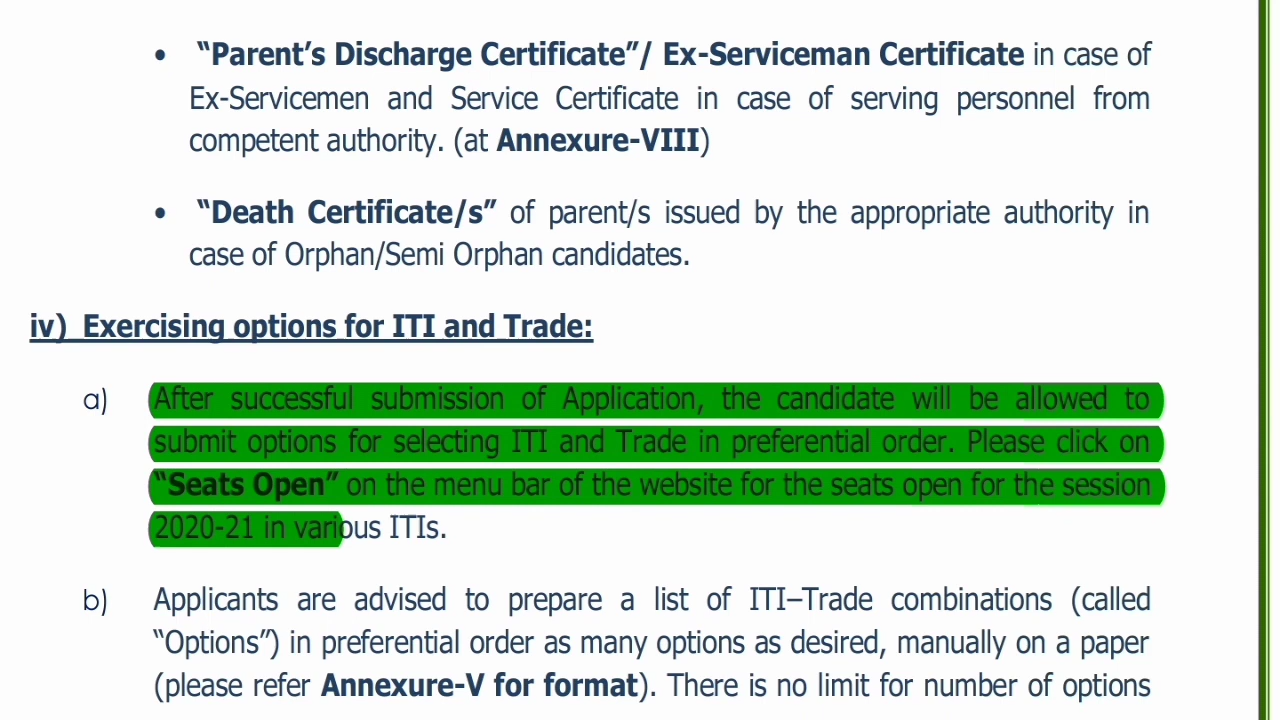 • “Parent’s Discharge Certificate”/ Ex-Serviceman Certificate in case of
Ex-Servicemen and Service Certificate in case of serving personnel from
competent authority. (at Annexure-VIII)
• “Death Certificate/s” of parent/s issued by the appropriate authority in
case of Orphan/Semi Orphan candidates.
iv) Exercising options for ITI and Trade:
a) After successful submission of Application, the candidate will be allowed to
submit options for selecting ITI and Trade in preferential order. Please click on
“Seats Open” on the menu bar of the website for the seats open for the session
2020-21 in various ITIs.
b) Applicants are advised to prepare a list of ITI–Trade combinations (called
“Options”) in preferential order as many options as desired, manually on a paper
(please refer Annexure-V for format). There is no limit for number of options